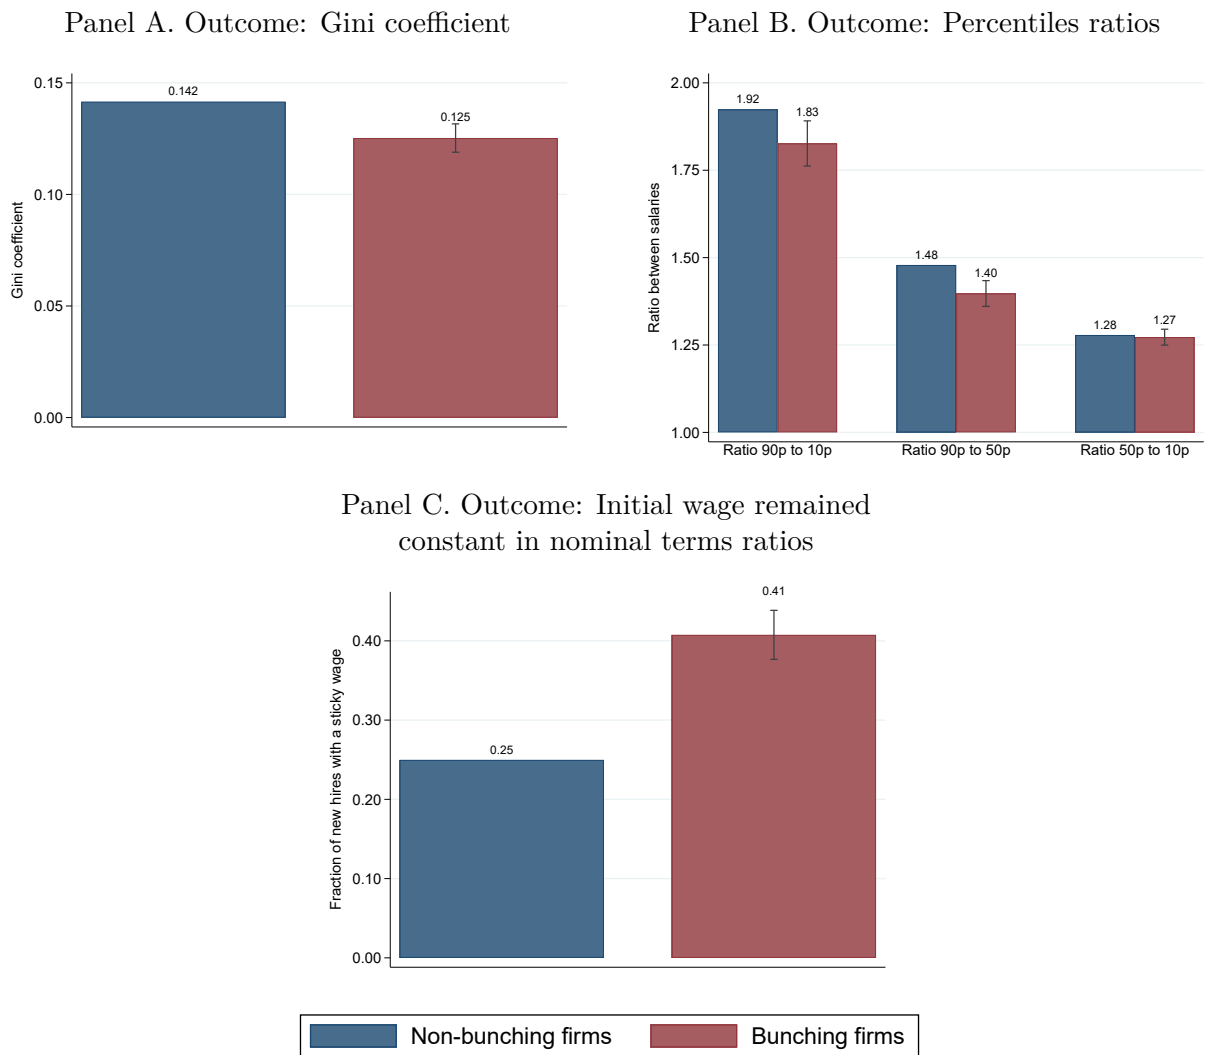 Panel A. Outcome: Gini coefficient
Gini coefficient
0.15
0.10
0.05
0.00
0.142
0.125
Panel B. Outcome: Percentiles ratios
Ratio between salaries
2.00
1.75
1.50
1.25
1.00
1.92
1.83
1.48
1.40
1.28
1.27
Ratio 90p to 10p
Ratio 90p to 50p
Ratio 50p to 10p
Panel C. Outcome: Initial wage remained
constant in nominal terms ratios
Fraction of new hires with a sticky wage
0.40
0.30
0.20
0.10
0.00
0.25
0.41
Non-bunching firms
Bunching firms